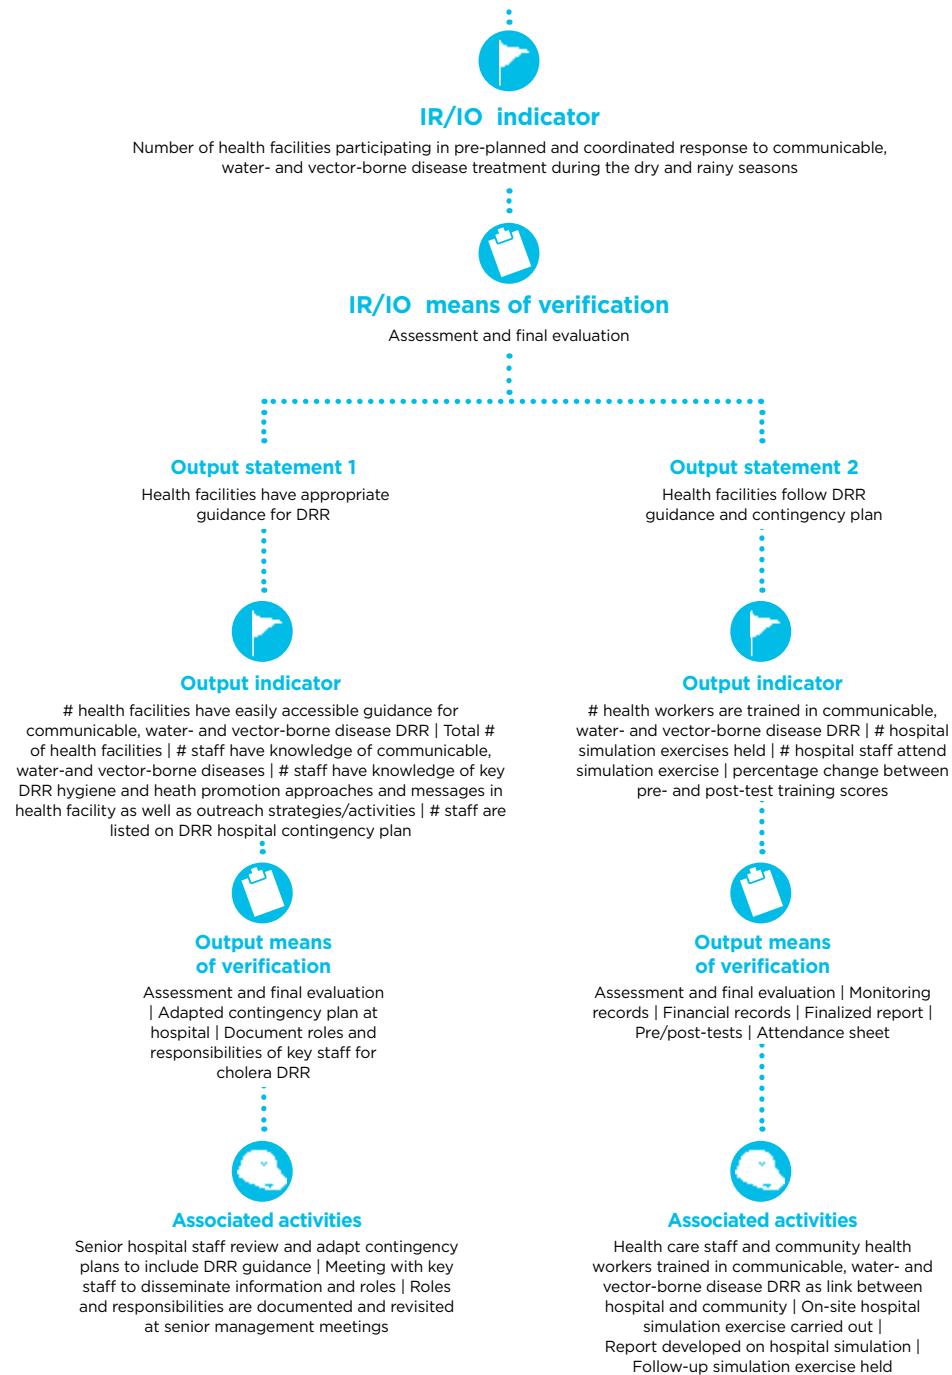 IR/IO indicator
Number of health facilities participating in pre-planned and coordinated response to communicable,
water- and vector-borne disease treatment during the dry and rainy seasons
IR/IO means of verification
Assessment and final evaluation
Output statement 1
Health facilities have appropriate
guidance for DRR
Output indicator
# health facilities have easily accessible guidance for
communicable, water- and vector-borne disease DRR | Total #
of health facilities | # staff have knowledge of communicable,
water-and vector-borne diseases | # staff have knowledge of key
DRR hygiene and heath promotion approaches and messages in
health facility as well as outreach strategies/activities | # staff are
listed on DRR hospital contingency plan
Output means
of verification
Assessment and final evaluation
| Adapted contingency plan at
hospital | Document roles and
responsibilities of key staff for
cholera DRR
Associated activities
Senior hospital staff review and adapt contingency
plans to include DRR guidance | Meeting with key
staff to disseminate information and roles | Roles
and responsibilities are documented and revisited
at senior management meetings
Output statement 2
Health facilities follow DRR
guidance and contingency plan
Output indicator
# health workers are trained in communicable,
water- and vector-borne disease DRR | # hospital
simulation exercises held | # hospital staff attend
simulation exercise | percentage change between
pre- and post-test training scores
Output means
of verification
Assessment and final evaluation | Monitoring
records | Financial records | Finalized report |
Pre/post-tests | Attendance sheet
Associated activities
Health care staff and community health
workers trained in communicable, water- and
vector-borne disease DRR as link between
hospital and community | On-site hospital
simulation exercise carried out |
Report developed on hospital simulation |
Follow-up simulation exercise held